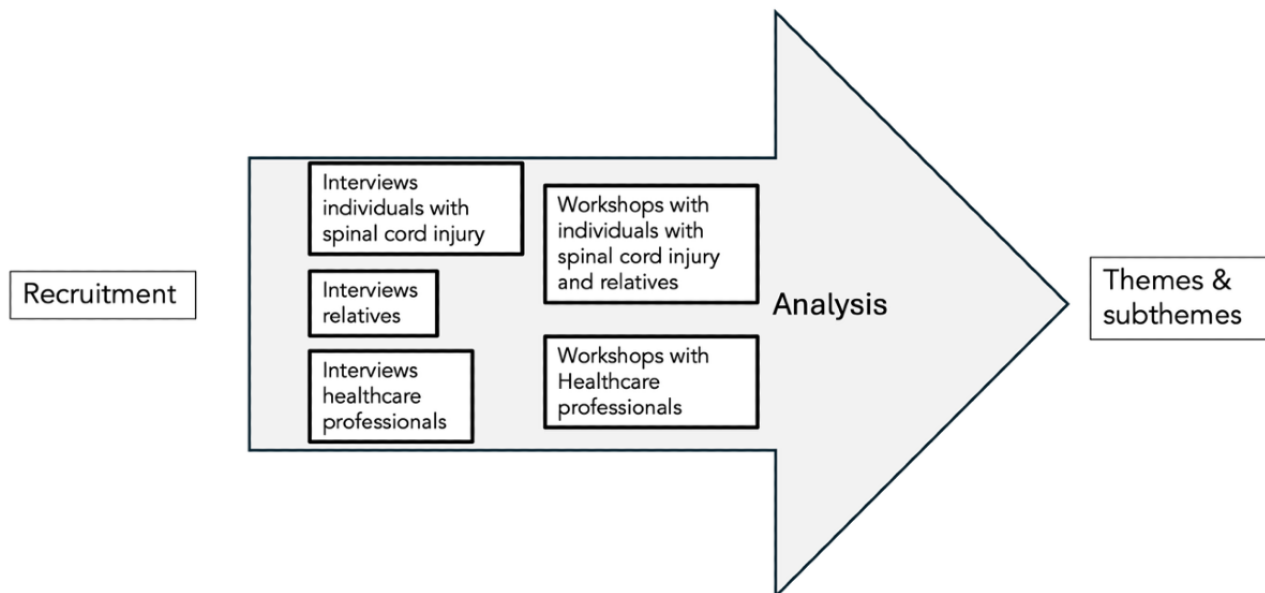 Recruitment
Interviews
individuals with
spinal cord injury
Interviews
relatives
Interviews
healthcare
professionals
Workshops with
individuals with
spinal cord injury
and relatives
Workshops with
Healthcare
professionals
Analysis
Themes &
subthemes